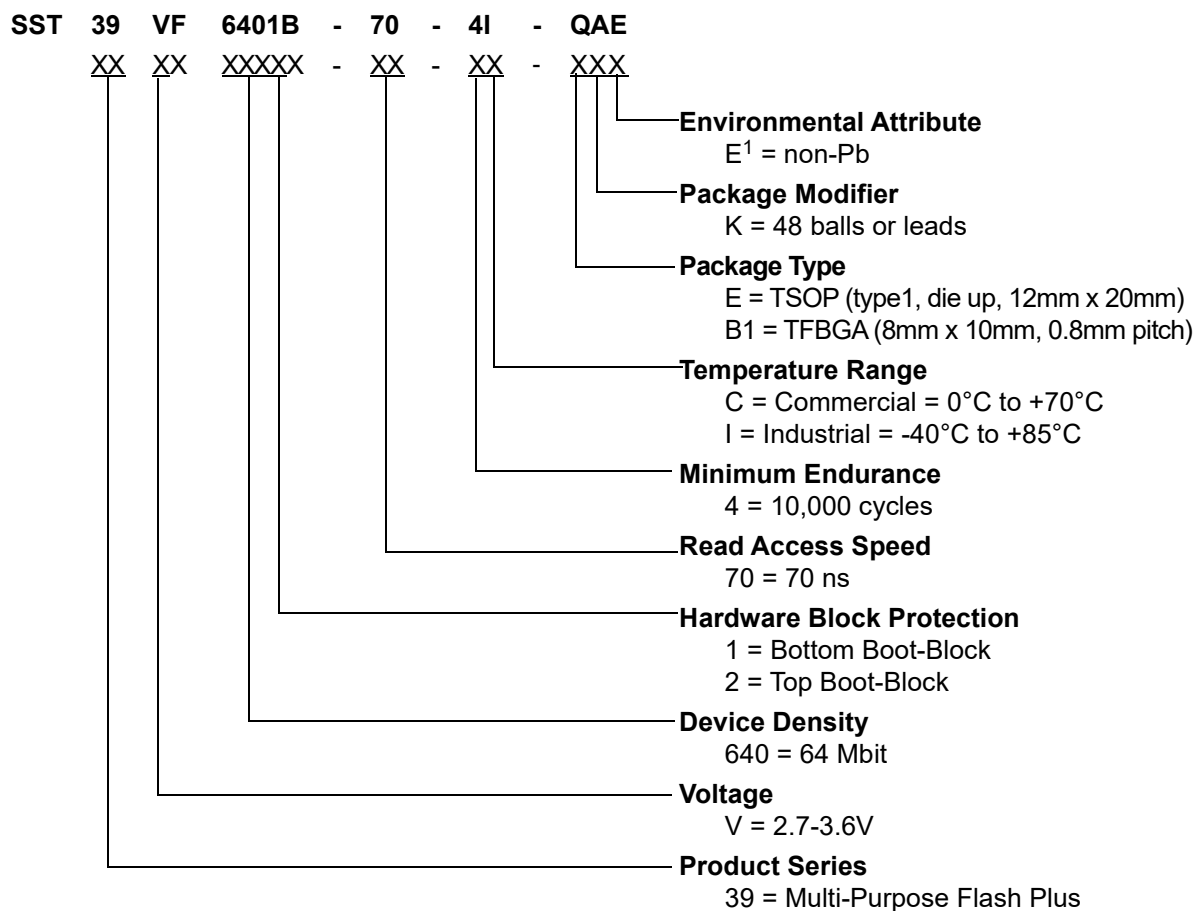 SST 39 VF 6401B - 70 - 4I - QAE
XX XX XXXXX - XX - XX - XXX
Environmental Attribute
E¹ = non-Pb
Package Modifier
K = 48 balls or leads
Package Type
E = TSOP (type1, die up, 12mm x 20mm)
B1 = TFBGA (8mm x 10mm, 0.8mm pitch)
Temperature Range
C = Commercial = 0°C to +70°C
I = Industrial = -40°C to +85°C
Minimum Endurance
4 = 10,000 cycles
Read Access Speed
70 = 70 ns
Hardware Block Protection
1 = Bottom Boot-Block
2 = Top Boot-Block
Device Density
640 = 64 Mbit
Voltage
V = 2.7-3.6V
Product Series
39 = Multi-Purpose Flash Plus